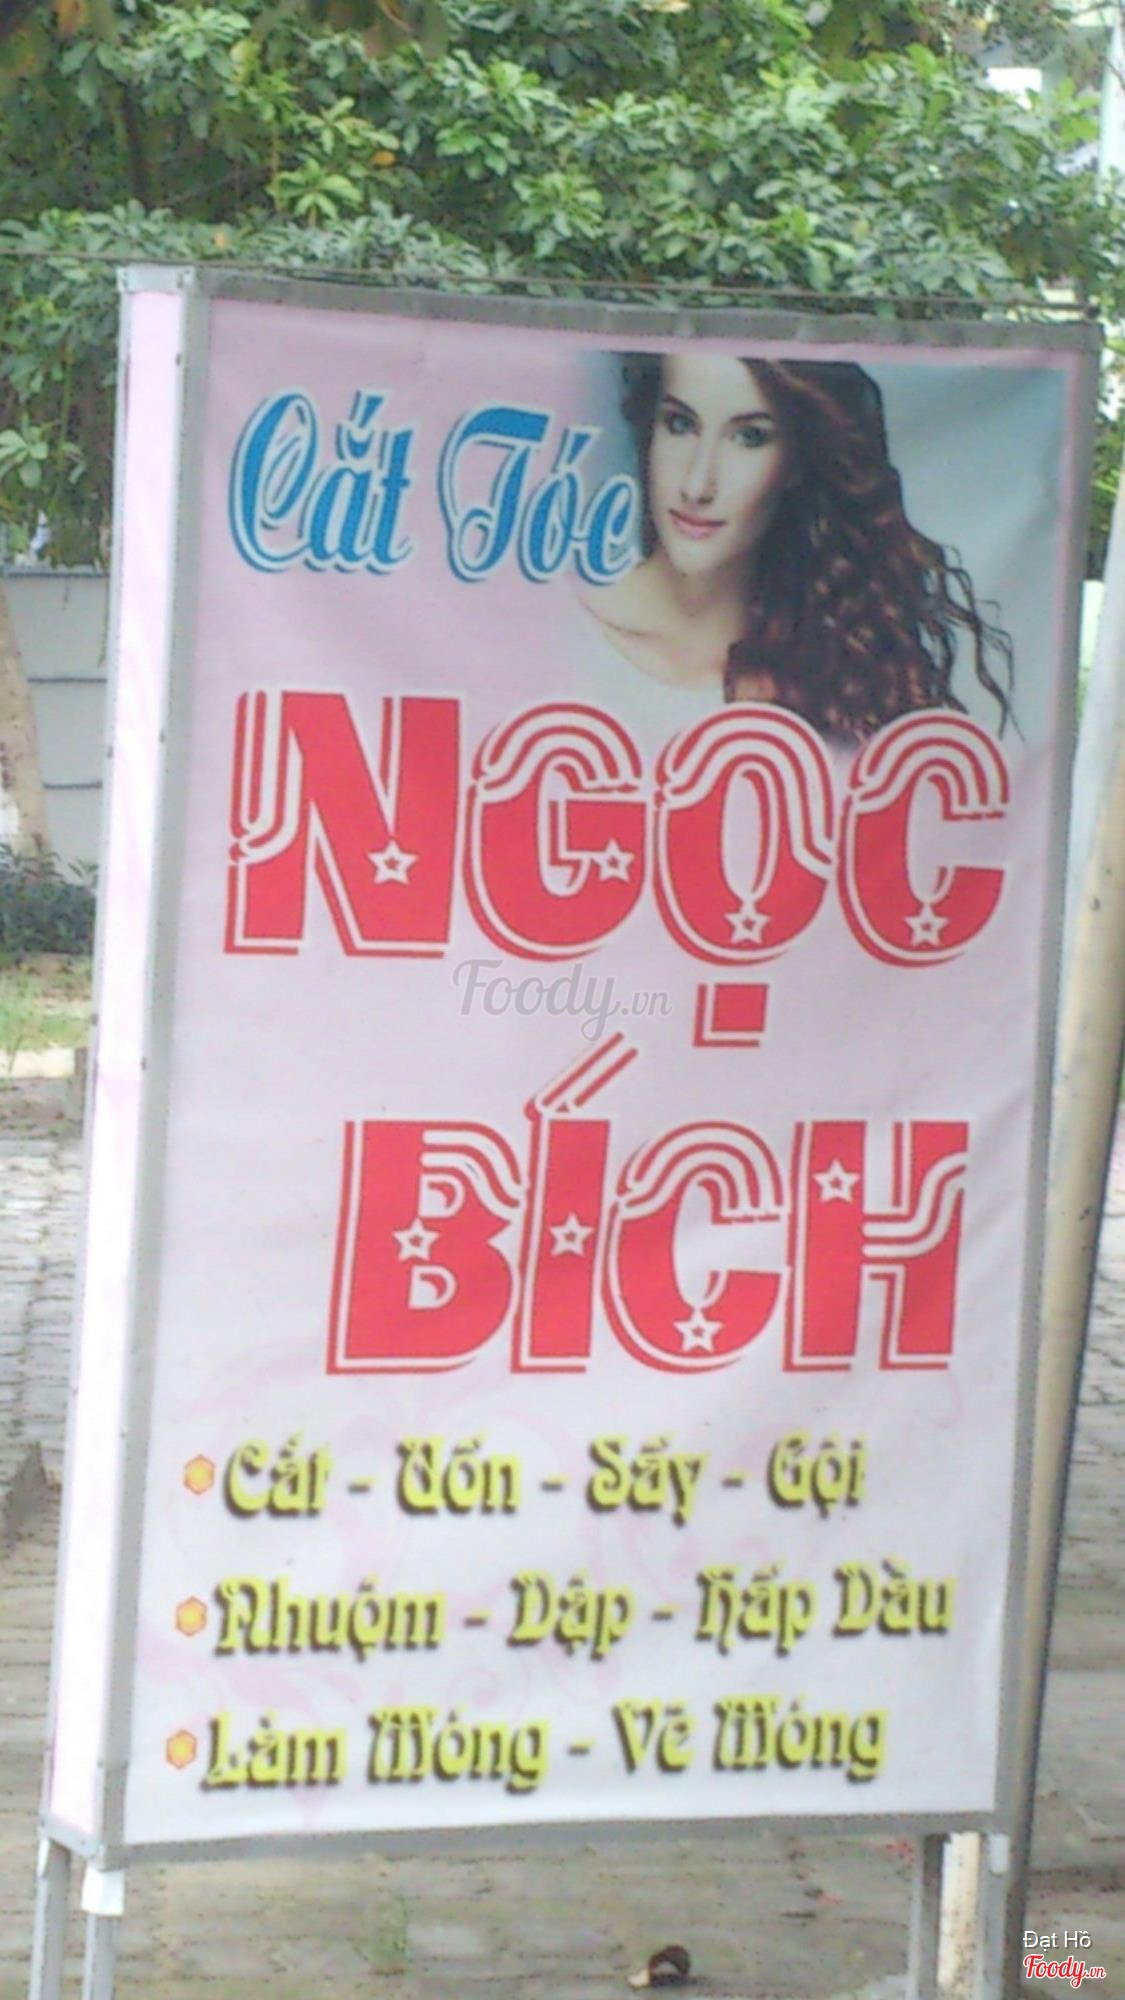 Cắt Tóc
NGỌC
Foody.vn
BÍCH
Cắt - Uốn - Sấy - Gội
Nhuộm - Dập - Hấp Dầu
Làm Móng - Vẽ Móng
Đạt Hồ
Foody.vn